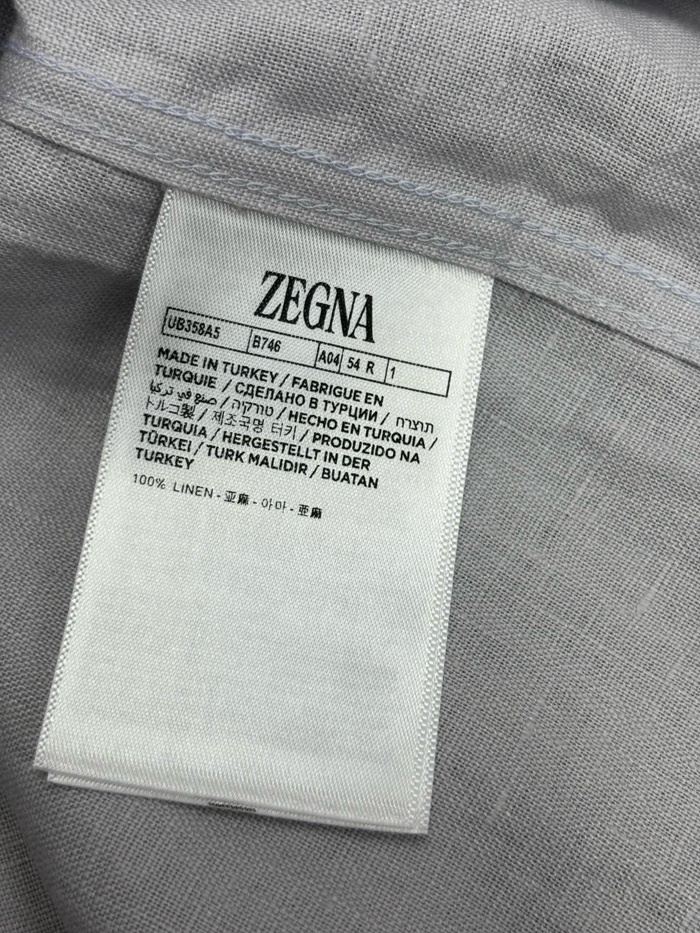 ZEGNA
UB358A5 B746 A04 54 R 1
MADE IN TURKEY / FABRIQUE EN
TURQUIE / СДЕЛАНО В ТУРЦИИ / תוצרת
טורקיה / صنع في تركيا / HECHO EN TURQUIA /
トルコ製 / 제조국명 터키 / PRODUZIDO NA
TURQUIA / HERGESTELLT IN DER
TÜRKEI / TURK MALIDIR / BUATAN
TURKEY
100% LINEN - 亚麻 - 아마 - 亜麻